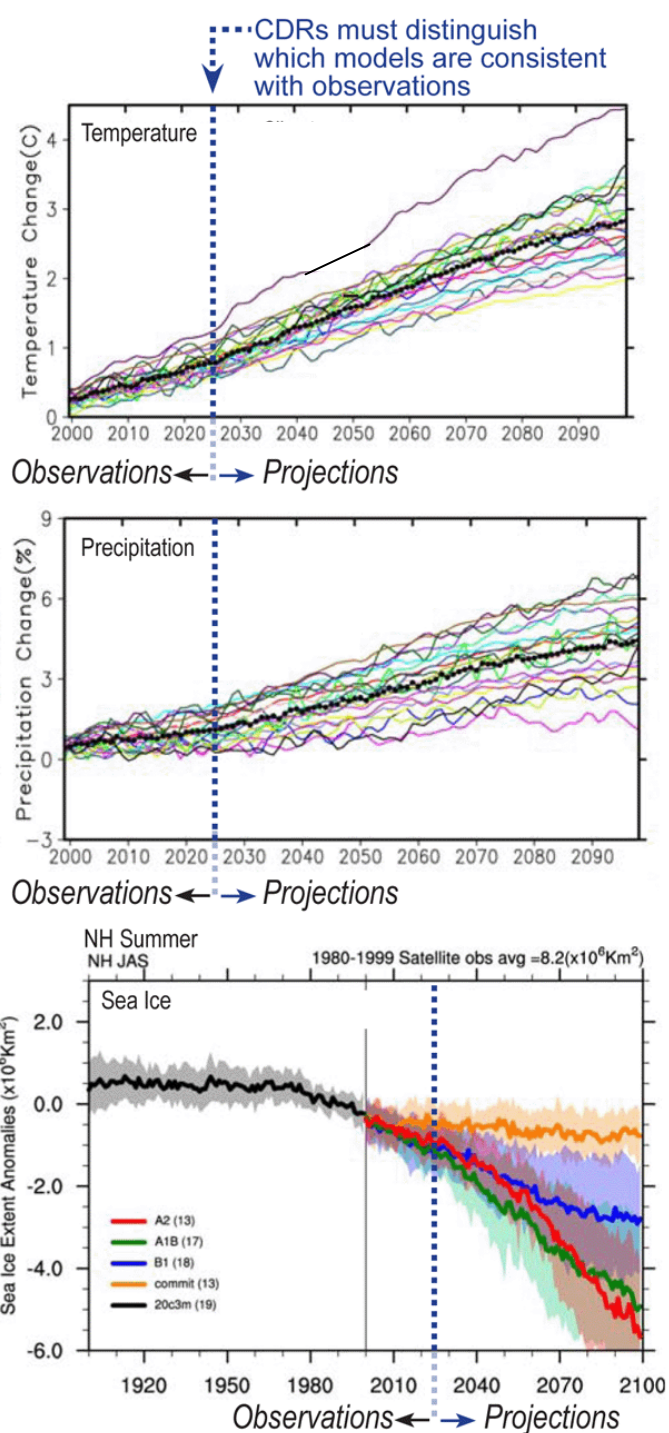 CDRs must distinguish
which models are consistent
with observations
Temperature
Temperature Change(C)
4
3
2
1
0
2000 2010 2020 2030 2040 2050 2060 2070 2080 2090
Observations Projections
Precipitation
Precipitation Change(%)
9
6
3
0
−3
2000 2010 2020 2030 2040 2050 2060 2070 2080 2090
Observations Projections
NH Summer
NH JAS 1980-1999 Satellite obs avg =8.2(x10⁶Km²)
Sea Ice
Sea Ice Extent Anomalies (x10⁶Km²)
2.0
0.0
-2.0
-4.0
-6.0
A2 (13)
A1B (17)
B1 (18)
commit (13)
20c3m (19)
1920 1950 1980 2010 2040 2070 2100
Observations Projections